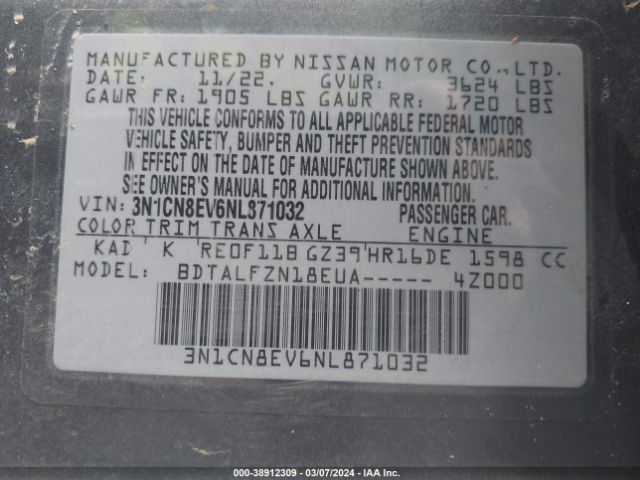 MANUFACTURED BY NISSAN MOTOR CO.,LTD.
DATE: 11/22. GVWR: 3624 LBS
GAWR FR: 1905 LBS GAWR RR: 1720 LBS
THIS VEHICLE CONFORMS TO ALL APPLICABLE FEDERAL MOTOR
VEHICLE SAFETY, BUMPER AND THEFT PREVENTION STANDARDS
IN EFFECT ON THE DATE OF MANUFACTURE SHOWN ABOVE.
SEE OWNER'S MANUAL FOR ADDITIONAL INFORMATION.
VIN: 3N1CN8EV6NL871032 PASSENGER CAR.
COLOR TRIM TRANS AXLE ENGINE
KAD K RE0F11B GZ39 HR16DE 1598 CC
MODEL: BDTALFZN18EUA----- 4Z000
3N1CN8EV6NL871032
000-38912309 - 03/07/2024 - IAA Inc.